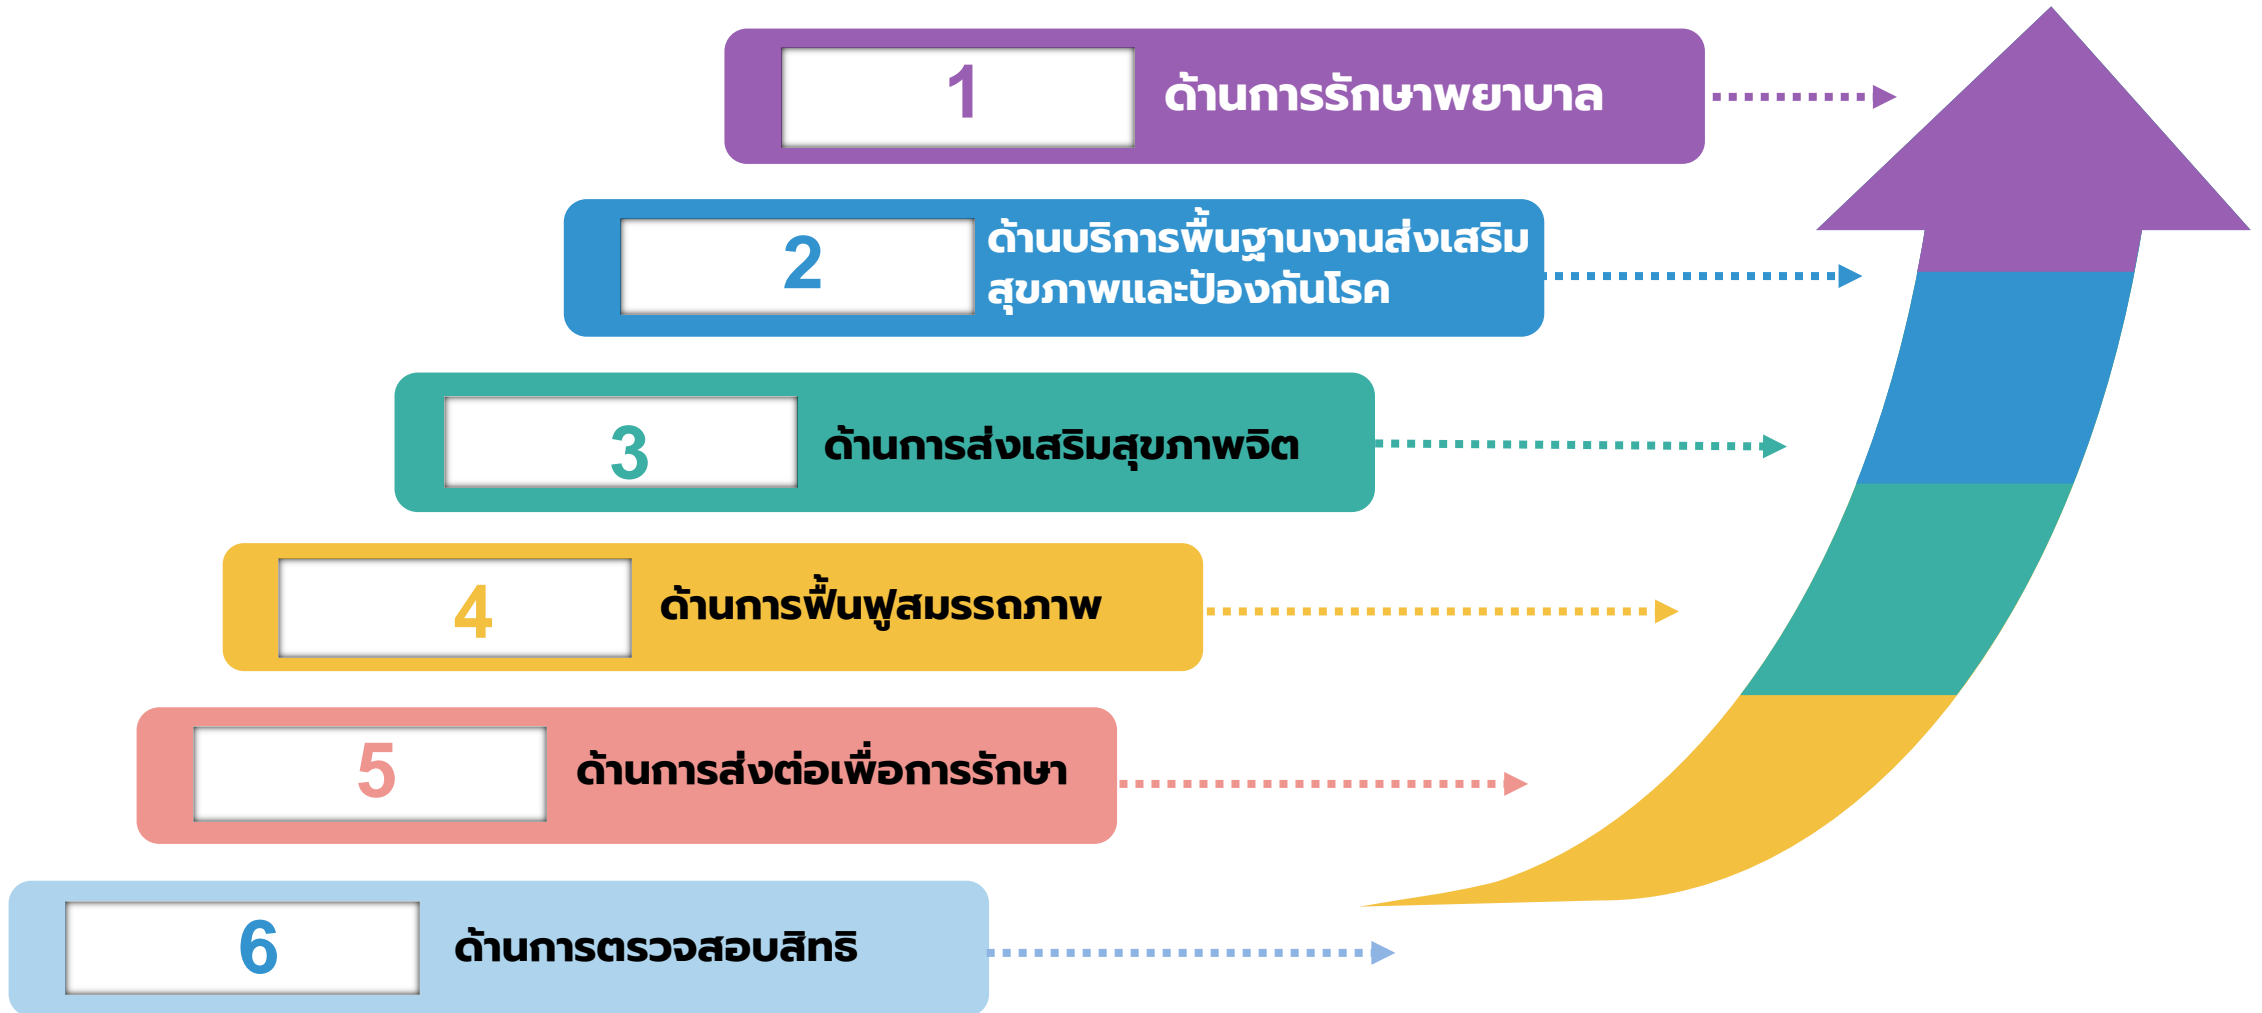 1
ด้านการรักษาพยาบาล
2
ด้านบริการพื้นฐานงานส่งเสริม
สุขภาพและป้องกันโรค
3
ด้านการส่งเสริมสุขภาพจิต
4
ด้านการฟื้นฟูสมรรถภาพ
5
ด้านการส่งต่อเพื่อการรักษา
6
ด้านการตรวจสอบสิทธิ